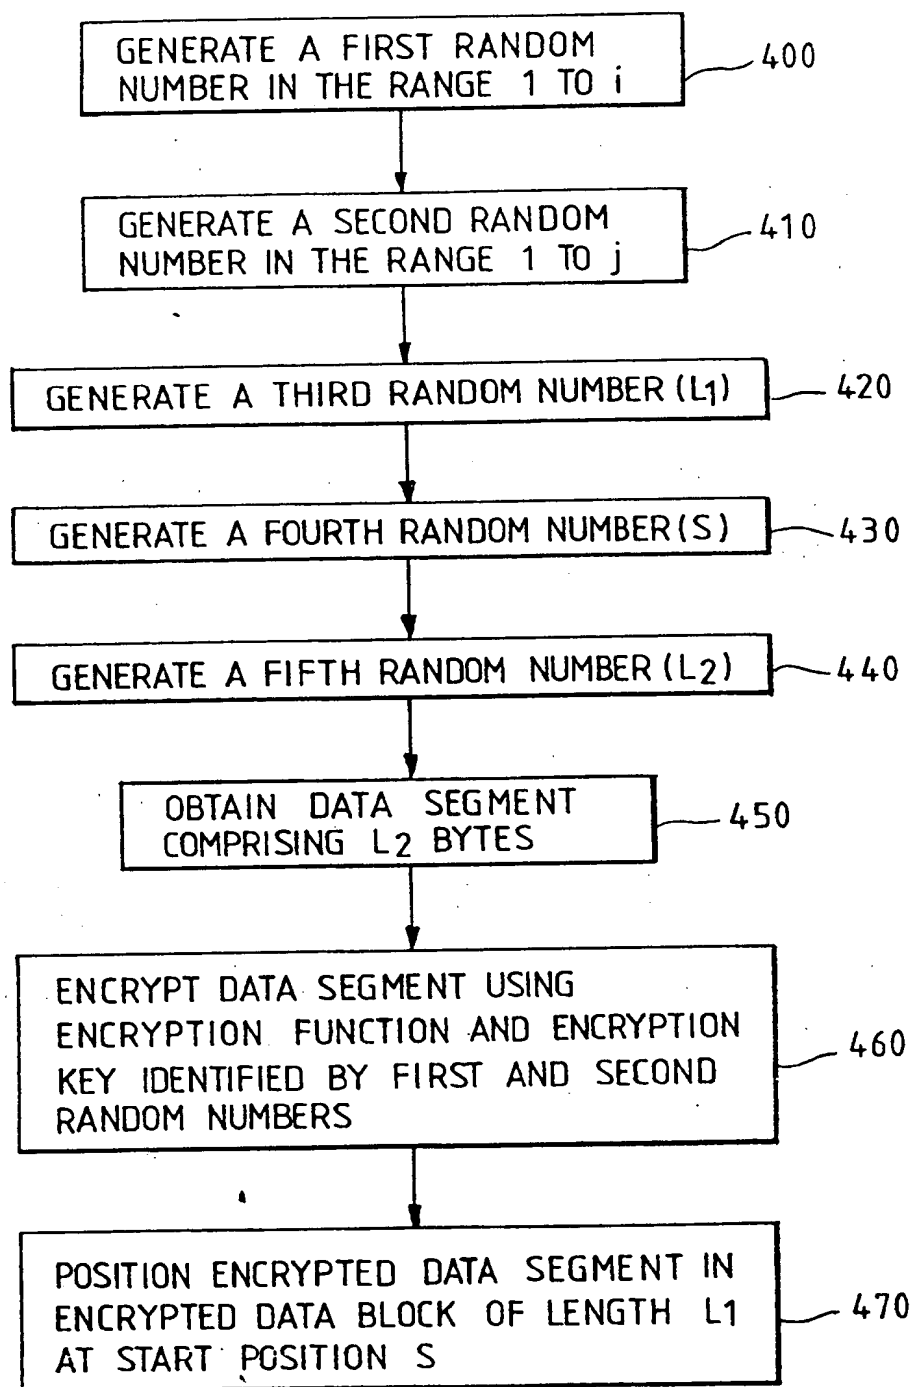 GENERATE A FIRST RANDOM
NUMBER IN THE RANGE 1 TO i
400
GENERATE A SECOND RANDOM
NUMBER IN THE RANGE 1 TO j
410
GENERATE A THIRD RANDOM NUMBER (L1)
420
GENERATE A FOURTH RANDOM NUMBER (S)
430
GENERATE A FIFTH RANDOM NUMBER (L2)
440
OBTAIN DATA SEGMENT
COMPRISING L2 BYTES
450
ENCRYPT DATA SEGMENT USING
ENCRYPTION FUNCTION AND ENCRYPTION
KEY IDENTIFIED BY FIRST AND SECOND
RANDOM NUMBERS
460
POSITION ENCRYPTED DATA SEGMENT IN
ENCRYPTED DATA BLOCK OF LENGTH L1
AT START POSITION S
470